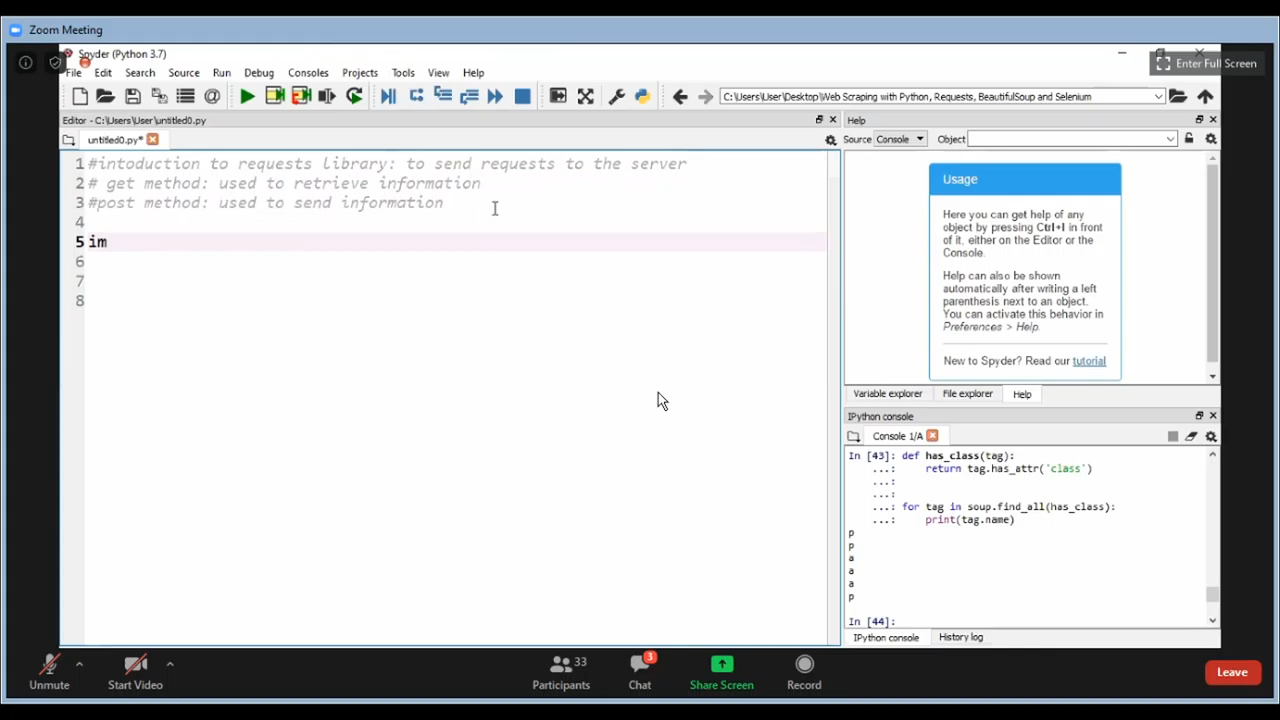 Zoom Meeting
Spyder (Python 3.7)
Enter Full Screen
File Edit Search Source Run Debug Consoles Projects Tools View Help
C:\Users\User\Desktop\Web Scraping with Python, Requests, BeautifulSoup and Selenium
Editor - C:\Users\User\untitled0.py
untitled0.py*
1 #intoduction to requests library: to send requests to the server
2 # get method: used to retrieve information
3 #post method: used to send information
4
5 im
6
7
8
Help
Source Console Object
Usage
Here you can get help of any
object by pressing Ctrl+I in front
of it, either on the Editor or the
Console.
Help can also be shown
automatically after writing a left
parenthesis next to an object.
You can activate this behavior in
Preferences > Help.
New to Spyder? Read our tutorial
Variable explorer File explorer Help
IPython console
Console 1/A
In [43]: def has_class(tag):
...: return tag.has_attr('class')
...:
...:
...: for tag in soup.find_all(has_class):
...: print(tag.name)
p
p
a
a
a
p
In [44]:
IPython console History log
Unmute
Start Video
33
Participants
3
Chat
Share Screen
Record
Leave